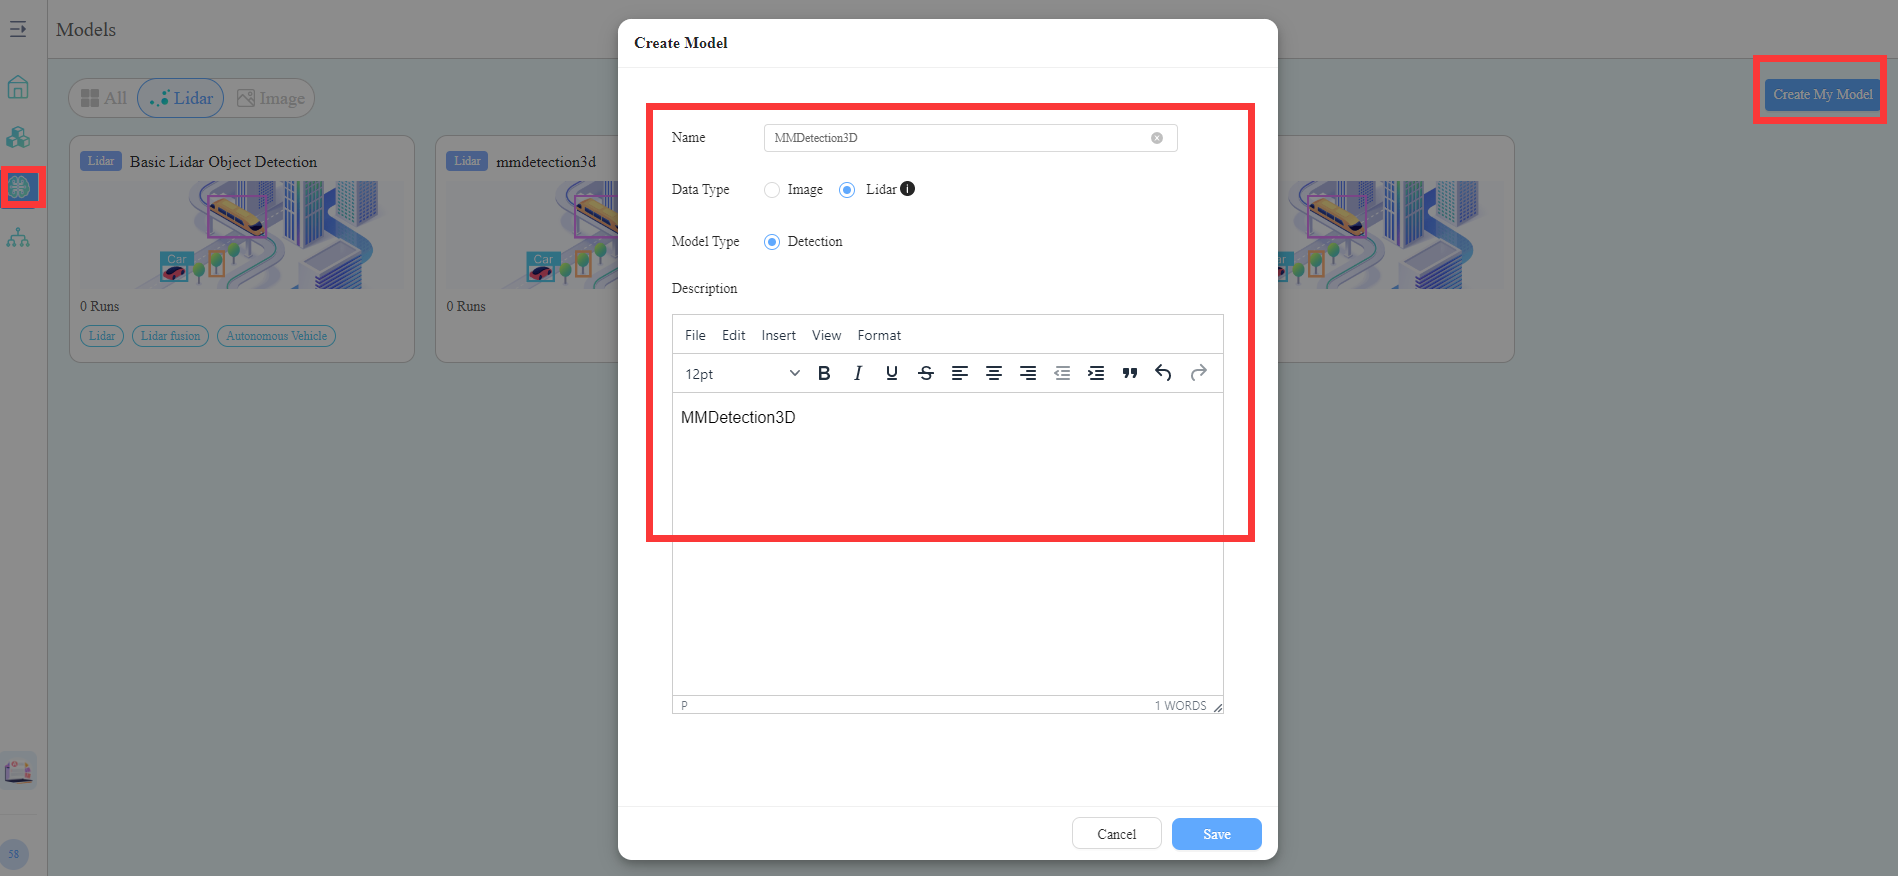 Models
Create Model
All Lidar Image
Create My Model
Lidar Basic Lidar Object Detection
Car
0 Runs
Lidar Lidar fusion Autonomous Vehicle
Lidar mmdetection3d
Car
0 Runs
Name MMDetection3D
Data Type Image Lidar
Model Type Detection
Description
File Edit Insert View Format
12pt
MMDetection3D
P 1 WORDS
Cancel Save
58